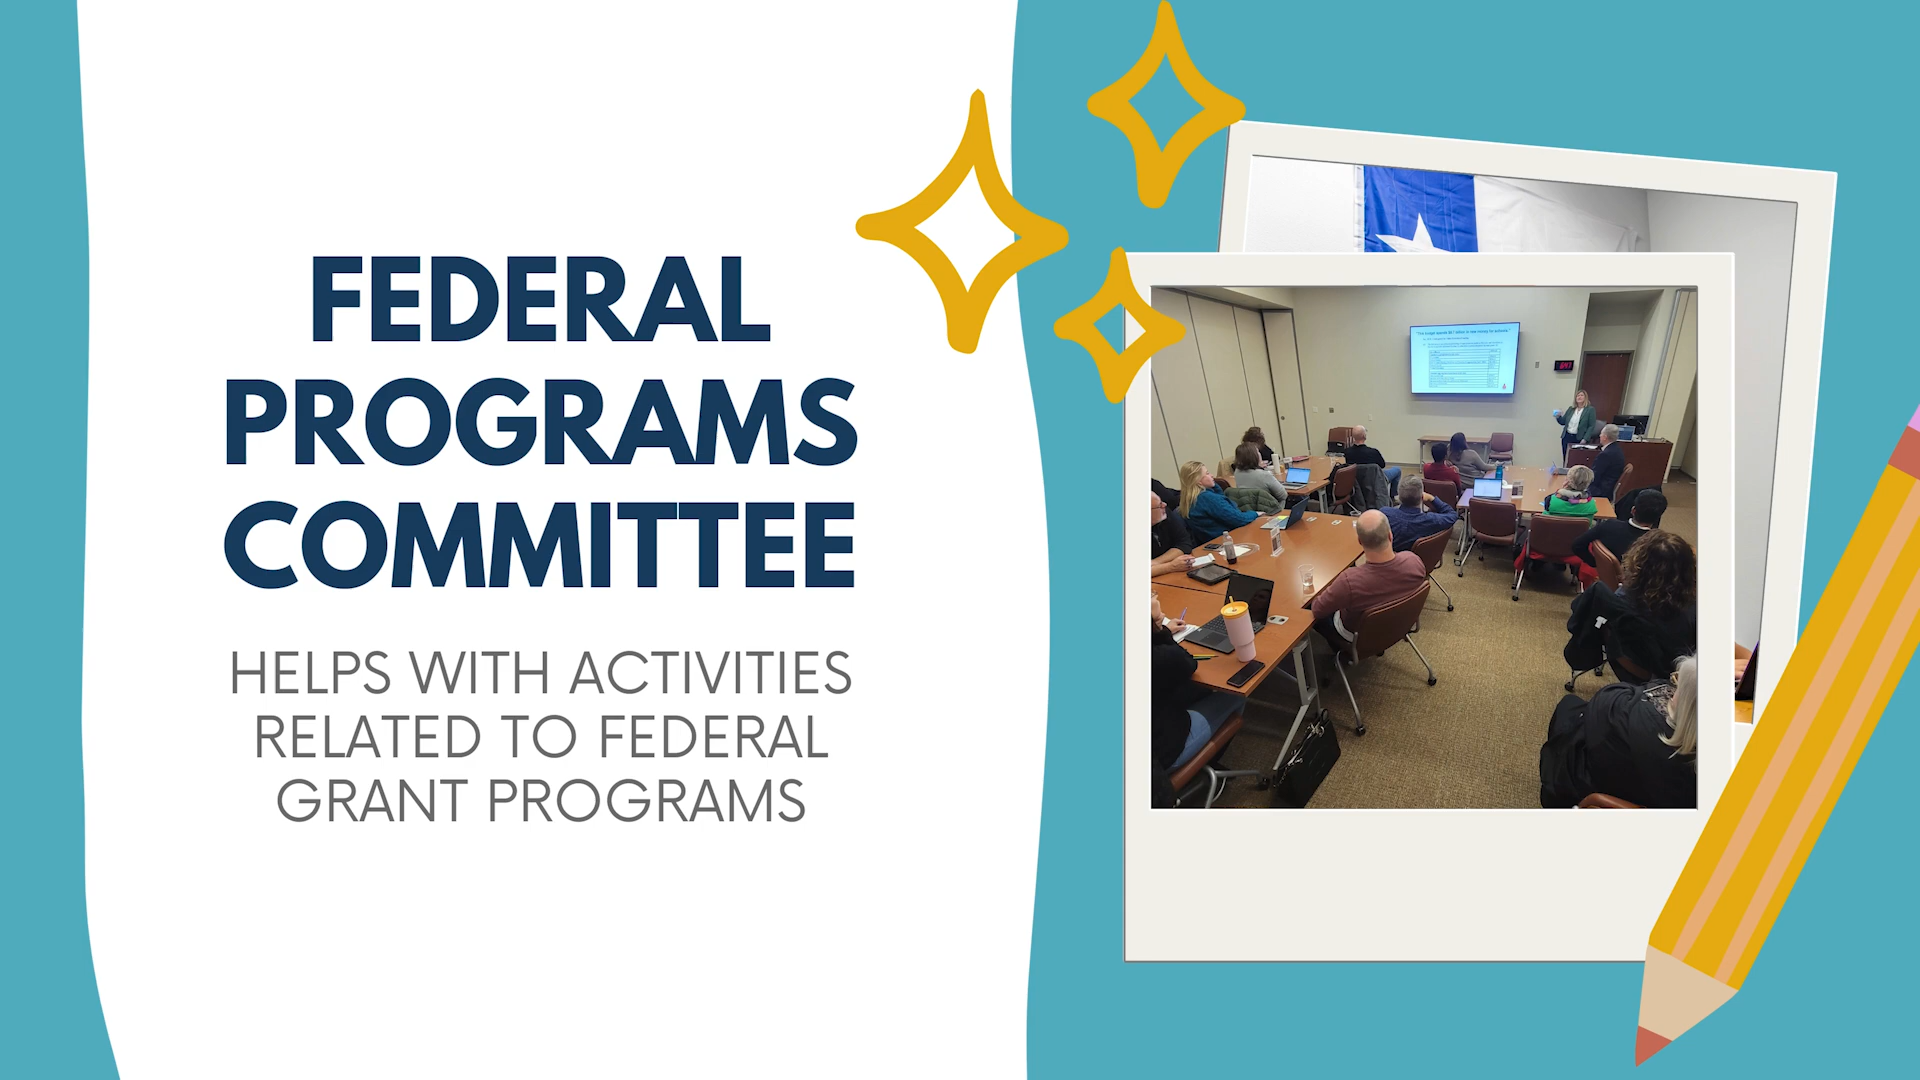 FEDERAL
PROGRAMS
COMMITTEE
HELPS WITH ACTIVITIES
RELATED TO FEDERAL
GRANT PROGRAMS